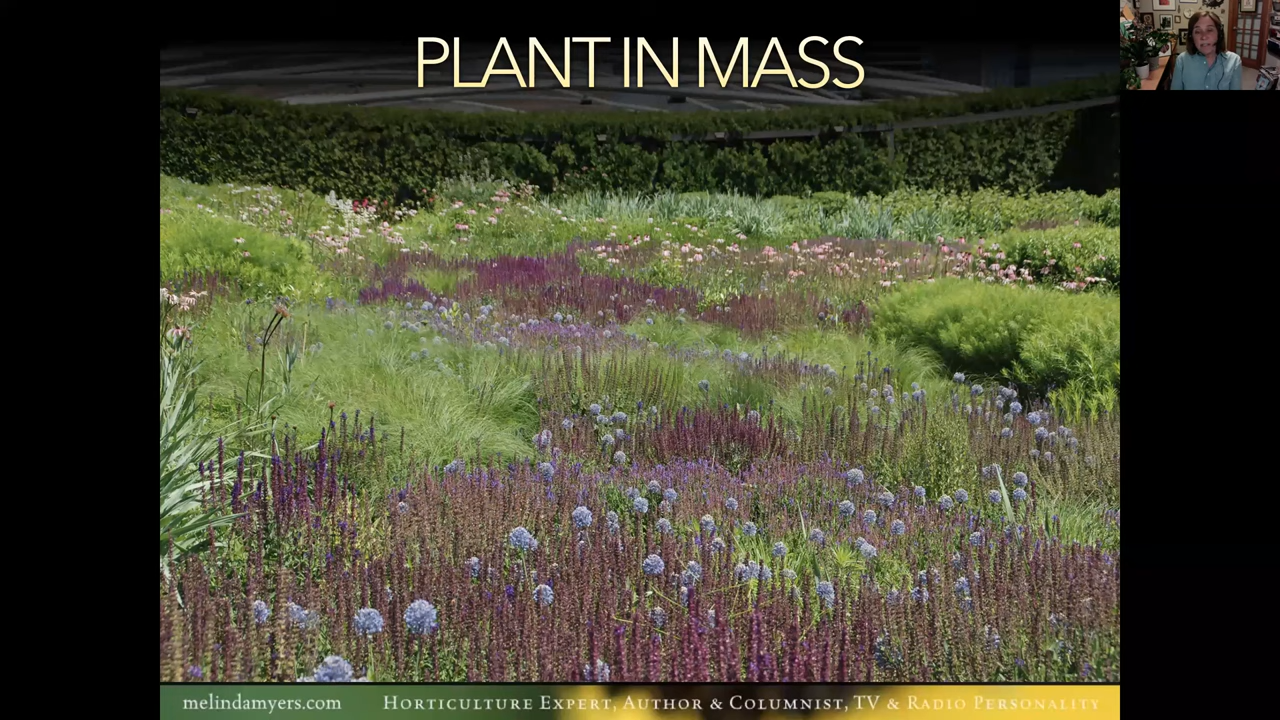 PLANT IN MASS
melindamyers.com HORTICULTURE EXPERT, AUTHOR & COLUMNIST, TV & RADIO PERSONALITY